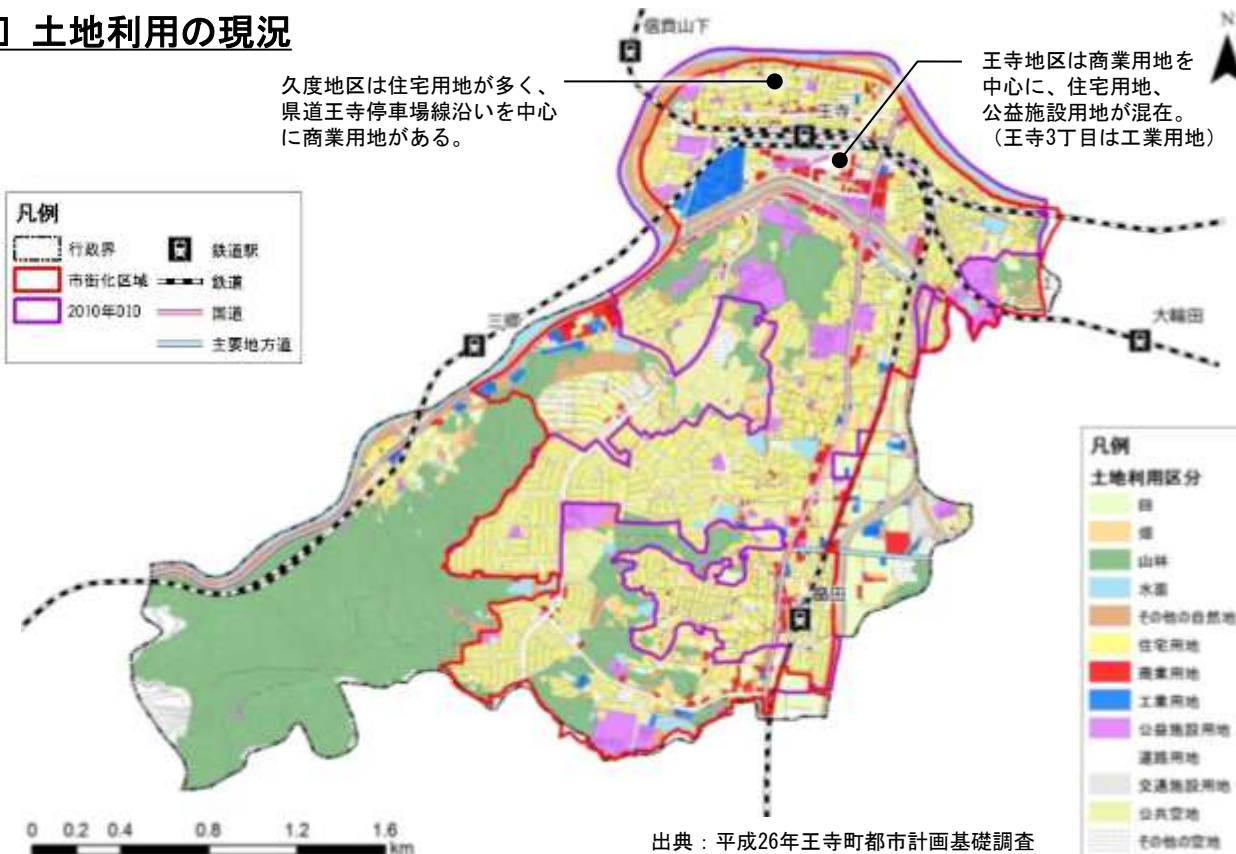 土地利用の現況
信貴山下
N
久度地区は住宅用地が多く、
県道王寺停車場線沿いを中心
に商業用地がある。
王寺地区は商業用地を
中心に、住宅用地、
公益施設用地が混在。
（王寺3丁目は工業用地）
王寺
凡例
行政界
鉄道駅
市街化区域
鉄道
2010年DID
国道
主要地方道
三郷
大輪田
畠田
凡例
土地利用区分
田
畑
山林
水面
その他の自然地
住宅用地
商業用地
工業用地
公益施設用地
道路用地
交通施設用地
公共空地
その他の空地
0 0.2 0.4 0.8 1.2 1.6
km
出典：平成26年王寺町都市計画基礎調査